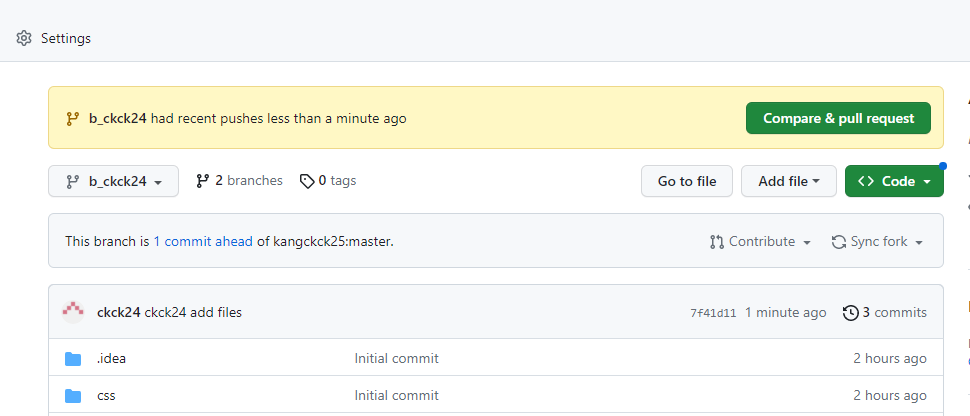 Settings
b_ckck24 had recent pushes less than a minute ago
Compare & pull request
b_ckck24
2 branches
0 tags
Go to file
Add file
Code
This branch is 1 commit ahead of kangckck25:master.
Contribute
Sync fork
ckck24 ckck24 add files
7f41d11 1 minute ago
3 commits
.idea
Initial commit
2 hours ago
css
Initial commit
2 hours ago